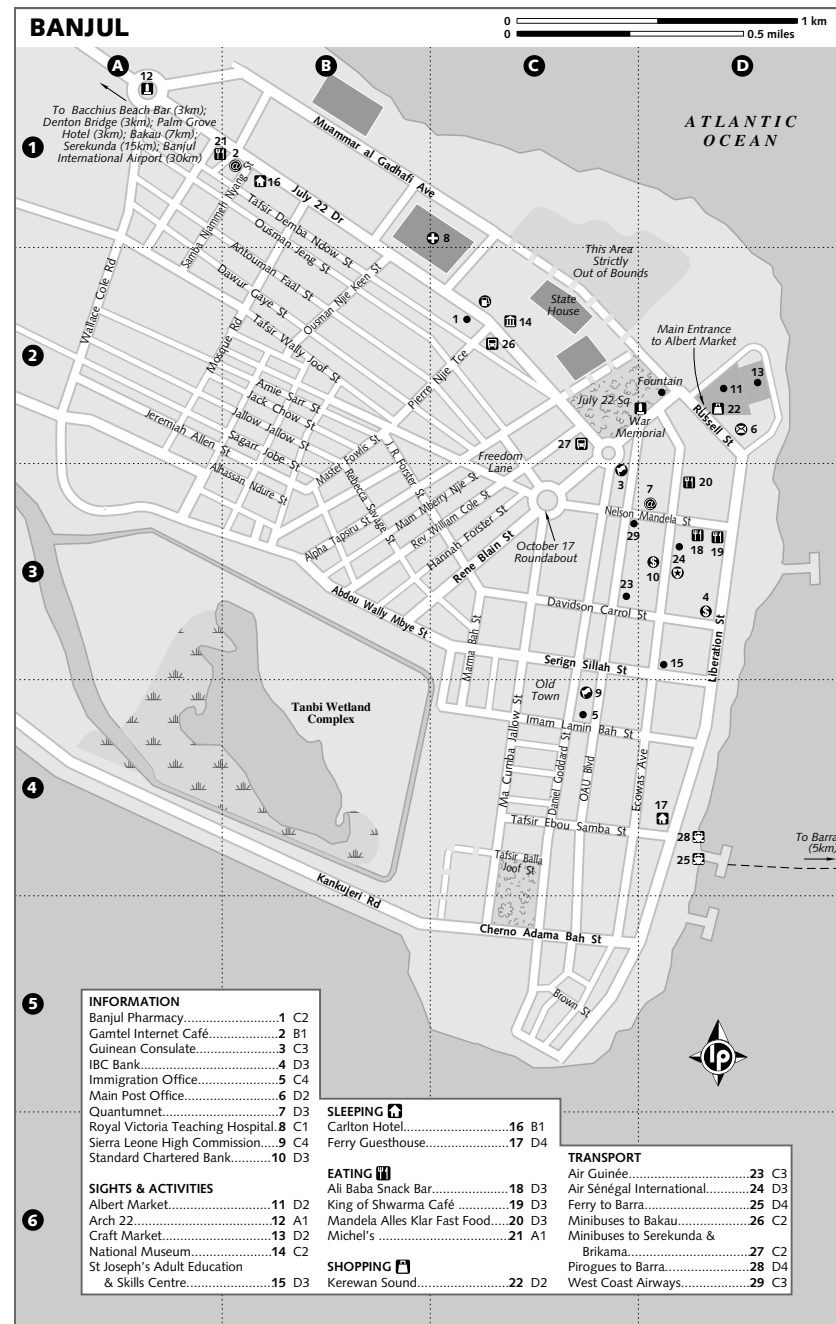 BANJUL
0 1 km
0 0.5 miles
A B C D
12
To Bacchius Beach Bar (3km);
Denton Bridge (3km); Palm Grove
Hotel (3km); Bakau (7km);
Serekunda (15km); Banjul
International Airport (30km)
ATLANTIC
OCEAN
1
21
2
@
16
Muammar al Gadhafi Ave
July 22 Dr
Samba Njammeh Nyang St
Tafsir Demba Ndow St
Ousman Jeng St
8
This Area
Strictly
Out of Bounds
Antouman Faal St
Dawur Gaye St
Ousman Njie Keen St
Wallace Cole Rd
State
House
1
14
26
Main Entrance
to Albert Market
2
Mosque Rd
Tafsir Wally Joof St
Pierre Njie Tce
13
11
Fountain
22
6
July 22 Sq
War
Memorial
Russell St
Amie Sarr St
Jack Chow St
Jallow Jallow St
Sagarr Jobe St
Jeremiah Allen St
Alhassan Ndure St
Master Fowlis St
J R Forster St
Rebecca Savage St
Freedom
Lane
27
3
7
@
20
Nelson Mandela St
Mam Mberry Njie St
Rev William Cole St
Hannah Forster St
Alpha Tapsiru St
Rene Blain St
October 17
Roundabout
29
24
18
19
10
3
Abdou Wally Mbye St
23
4
Davidson Carrol St
Marma Bah St
Liberation St
Serign Sillah St
15
Old
Town
9
5
Tanbi Wetland
Complex
Imam Lamin Bah St
Ma Cumba Jallow St
Daniel Goddard St
OAU Blvd
Ecowas Ave
4
17
Tafsir Ebou Samba St
28
25
To Barra
(5km)
Tafsir Balla
Joof St
Kankujeri Rd
Cherno Adama Bah St
5
Brown St
lp
INFORMATION
Banjul Pharmacy..............................1 C2
Gamtel Internet Café......................2 B1
Guinean Consulate.........................3 C3
IBC Bank........................................4 D3
Immigration Office.........................5 C4
Main Post Office............................6 D2
Quantumnet..................................7 D3
Royal Victoria Teaching Hospital.8 C1
Sierra Leone High Commission.....9 C4
Standard Chartered Bank............10 D3
SIGHTS & ACTIVITIES
Albert Market..............................11 D2
Arch 22.......................................12 A1
Craft Market................................13 D2
National Museum.........................14 C2
St Joseph's Adult Education
& Skills Centre.........................15 D3
SLEEPING
Carlton Hotel..............................16 B1
Ferry Guesthouse........................17 D4
EATING
Ali Baba Snack Bar......................18 D3
King of Shwarma Café ................19 D3
Mandela Alles Klar Fast Food....20 D3
Michel's .....................................21 A1
SHOPPING
Kerewan Sound...........................22 D2
TRANSPORT
Air Guinée...................................23 C3
Air Sénégal International.............24 D3
Ferry to Barra..............................25 D4
Minibuses to Bakau.....................26 C2
Minibuses to Serekunda &
Brikama...................................27 C2
Pirogues to Barra.........................28 D4
West Coast Airways.....................29 C3
6